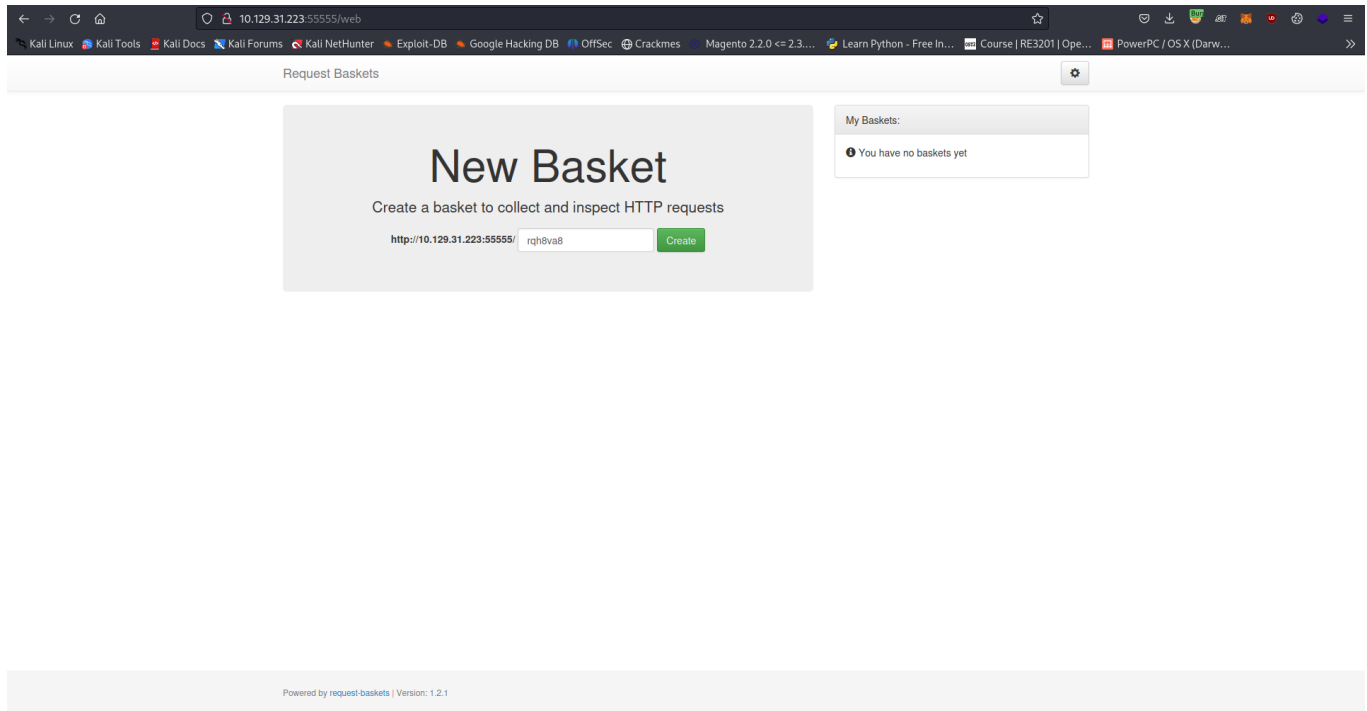 10.129.31.223:55555/web
Kali Linux Kali Tools Kali Docs Kali Forums Kali NetHunter Exploit-DB Google Hacking DB OffSec Crackmes Magento 2.2.0 <= 2.3.… Learn Python - Free In… Course | RE3201 | Ope… PowerPC / OS X (Darw…
Request Baskets
New Basket
Create a basket to collect and inspect HTTP requests
http://10.129.31.223:55555/ rqh8va8 Create
My Baskets:
You have no baskets yet
Powered by request-baskets | Version: 1.2.1